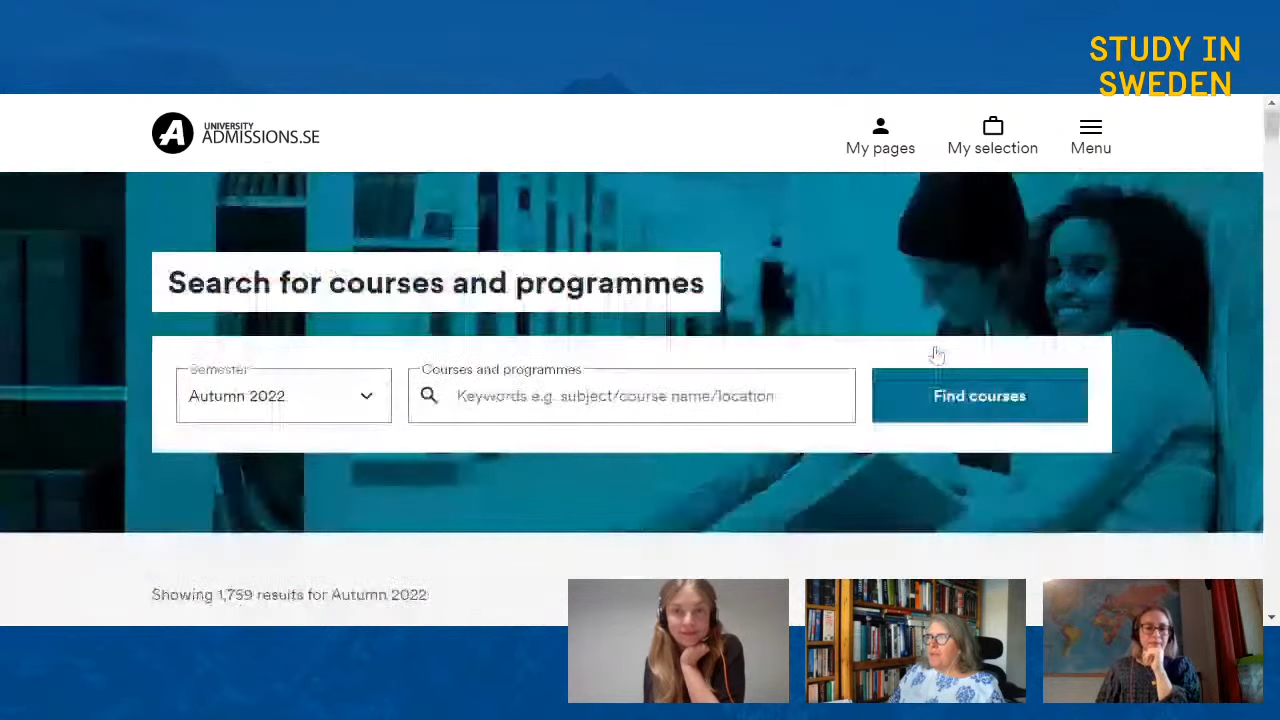 STUDY IN
SWEDEN
UNIVERSITY
ADMISSIONS.SE
My pages
My selection
Menu
Search for courses and programmes
Semester
Courses and programmes
Autumn 2022
Keywords e.g. subject/course name/location
Find courses
Showing 1,759 results for Autumn 2022